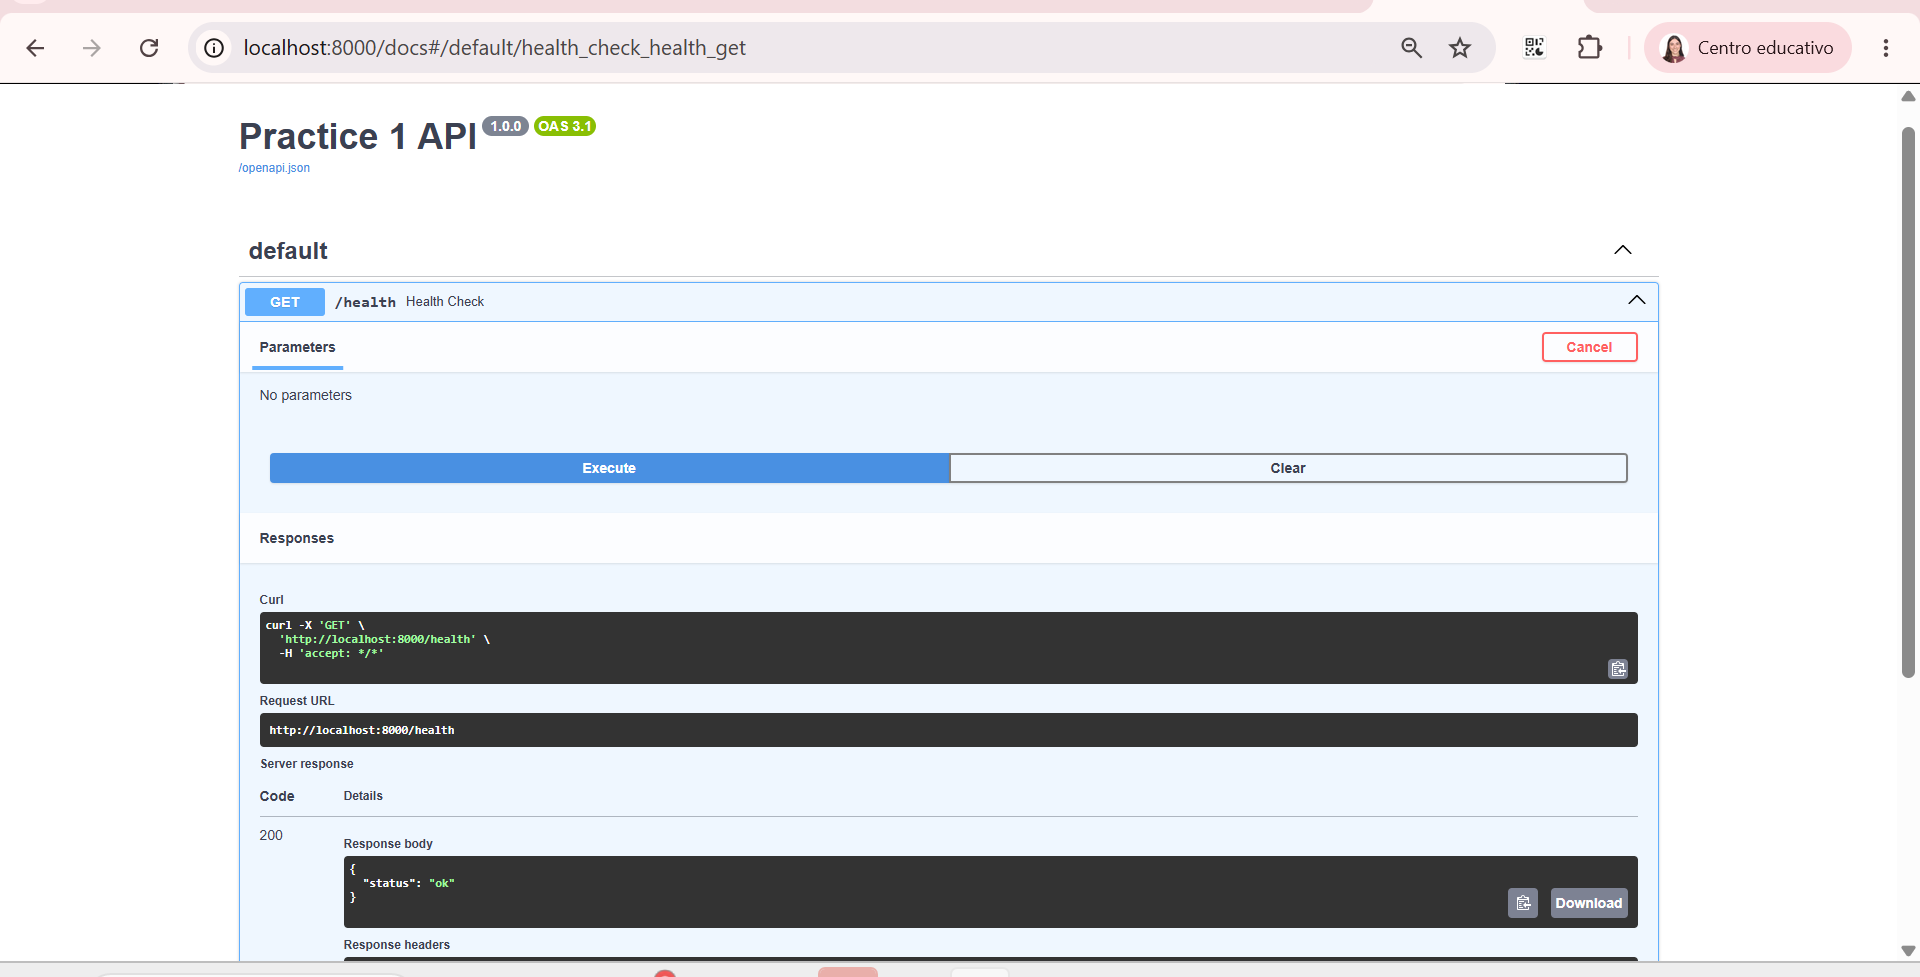 localhost:8000/docs#/default/health_check_health_get
Centro educativo
Practice 1 API 1.0.0 OAS 3.1
/openapi.json
default
GET /health Health Check
Parameters
Cancel
No parameters
Execute
Clear
Responses
Curl
curl -X 'GET' \
'http://localhost:8000/health' \
-H 'accept: */*'
Request URL
http://localhost:8000/health
Server response
Code Details
200
Response body
{
"status": "ok"
}
Download
Response headers